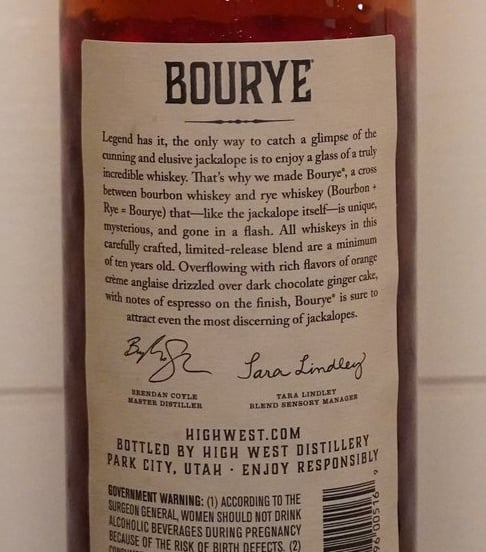 BOURYE®
Legend has it, the only way to catch a glimpse of the
cunning and elusive jackalope is to enjoy a glass of a truly
incredible whiskey. That's why we made Bourye®, a cross
between bourbon whiskey and rye whiskey (Bourbon +
Rye = Bourye) that—like the jackalope itself—is unique,
mysterious, and gone in a flash. All whiskeys in this
carefully crafted, limited-release blend are a minimum
of ten years old. Overflowing with rich flavors of orange
crème anglaise drizzled over dark chocolate ginger cake,
with notes of espresso on the finish, Bourye® is sure to
attract even the most discerning of jackalopes.
Tara Lindley
BRENDAN COYLE
MASTER DISTILLER
TARA LINDLEY
BLEND SENSORY MANAGER
HIGHWEST.COM
BOTTLED BY HIGH WEST DISTILLERY
PARK CITY, UTAH · ENJOY RESPONSIBLY
GOVERNMENT WARNING: (1) ACCORDING TO THE
SURGEON GENERAL, WOMEN SHOULD NOT DRINK
ALCOHOLIC BEVERAGES DURING PREGNANCY
BECAUSE OF THE RISK OF BIRTH DEFECTS. (2)